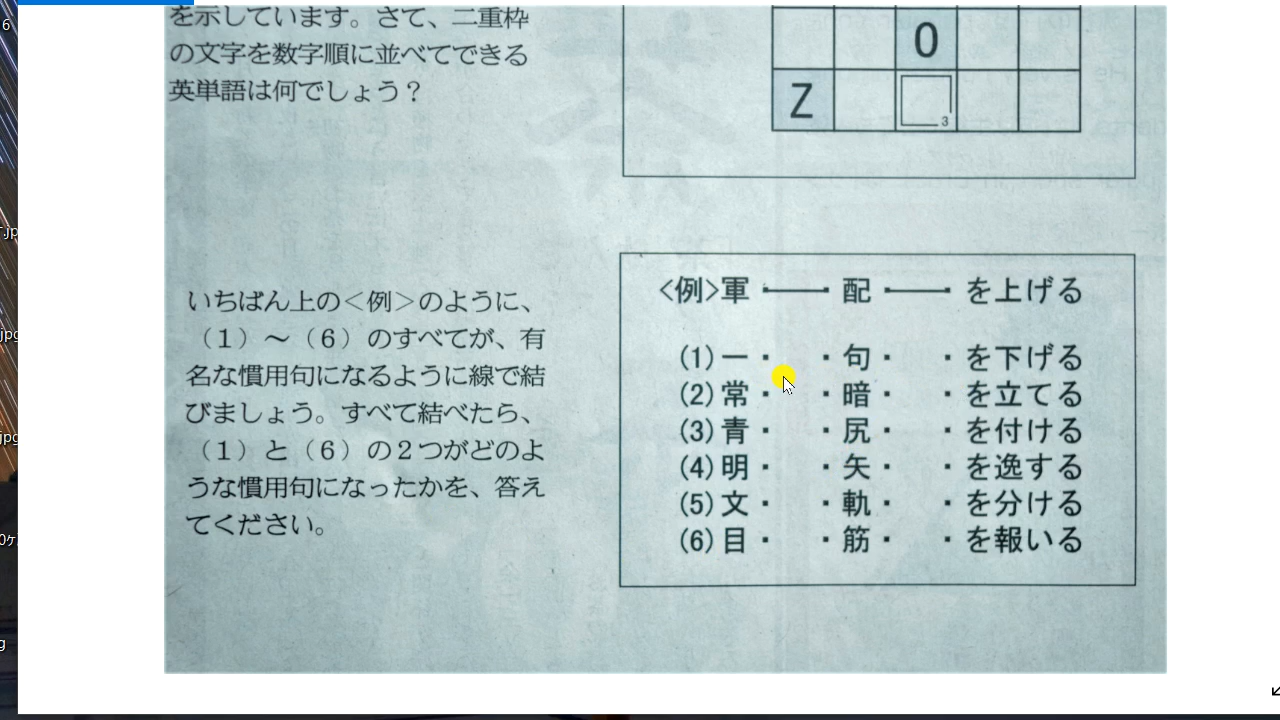 6
を示しています。さて、二重枠
の文字を数字順に並べてできる
英単語は何でしょう？
O
Z
3
.jp
.jpg
.jpg
0ケ
g
いちばん上の＜例＞のように、
（１）～（６）のすべてが、有
名な慣用句になるように線で結
びましょう。すべて結べたら、
（１）と（６）の２つがどのよ
うな慣用句になったかを、答え
てください。
<例>軍 ・――・ 配 ・――・ を上げる
(1)一・ ・句・ ・を下げる
(2)常・ ・暗・ ・を立てる
(3)青・ ・尻・ ・を付ける
(4)明・ ・矢・ ・を逸する
(5)文・ ・軌・ ・を分ける
(6)目・ ・筋・ ・を報いる